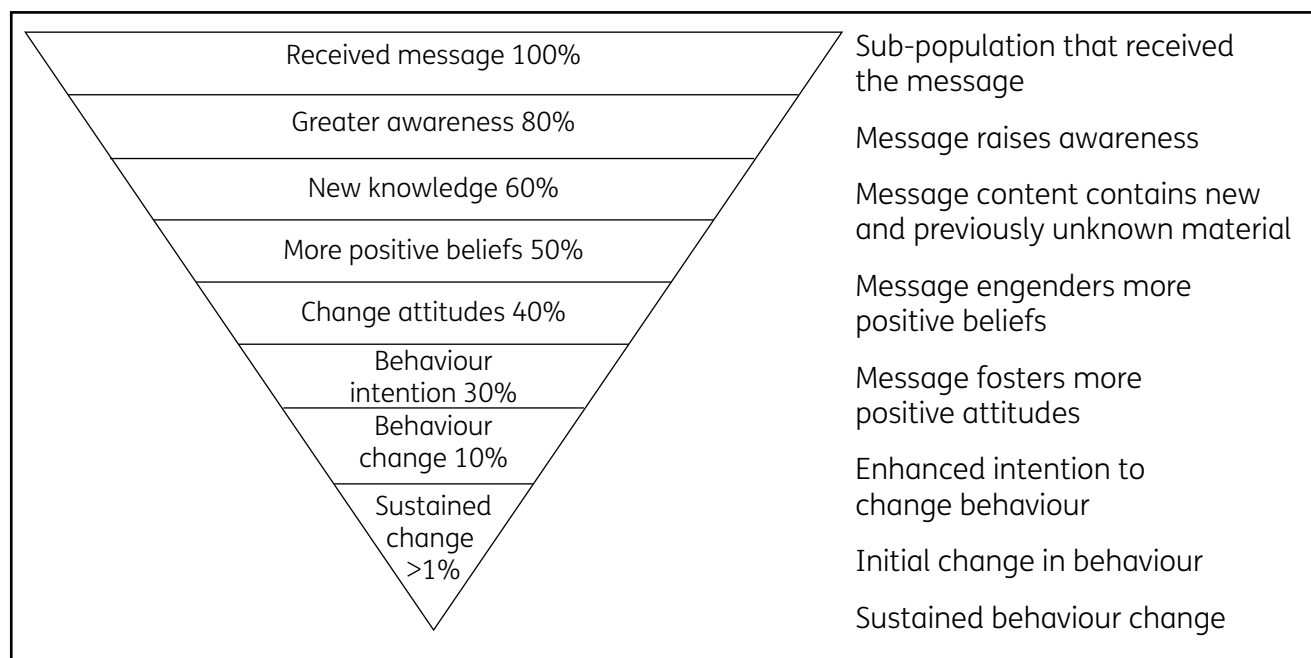 Received message 100%
Greater awareness 80%
New knowledge 60%
More positive beliefs 50%
Change attitudes 40%
Behaviour
intention 30%
Behaviour
change 10%
Sustained
change
>1%
Sub-population that received
the message
Message raises awareness
Message content contains new
and previously unknown material
Message engenders more
positive beliefs
Message fosters more
positive attitudes
Enhanced intention to
change behaviour
Initial change in behaviour
Sustained behaviour change